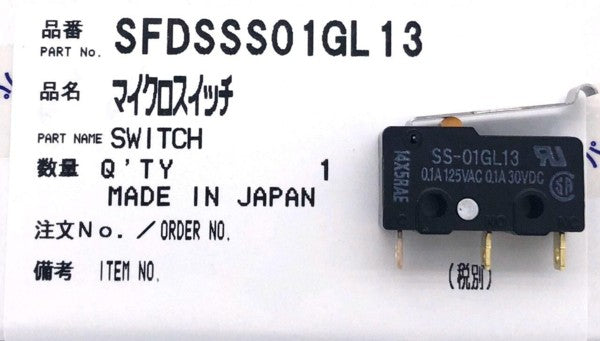 品番 SFDSSS01GL13
PART No.
品名 マイクロスイッチ
PART NAME SWITCH
数量 Q'TY 1
MADE IN JAPAN
注文No./ORDER NO.
備考 ITEM NO.
(税別)
SS-01GL13
0.1A 125VAC 0.1A 30VDC
14X5RAE